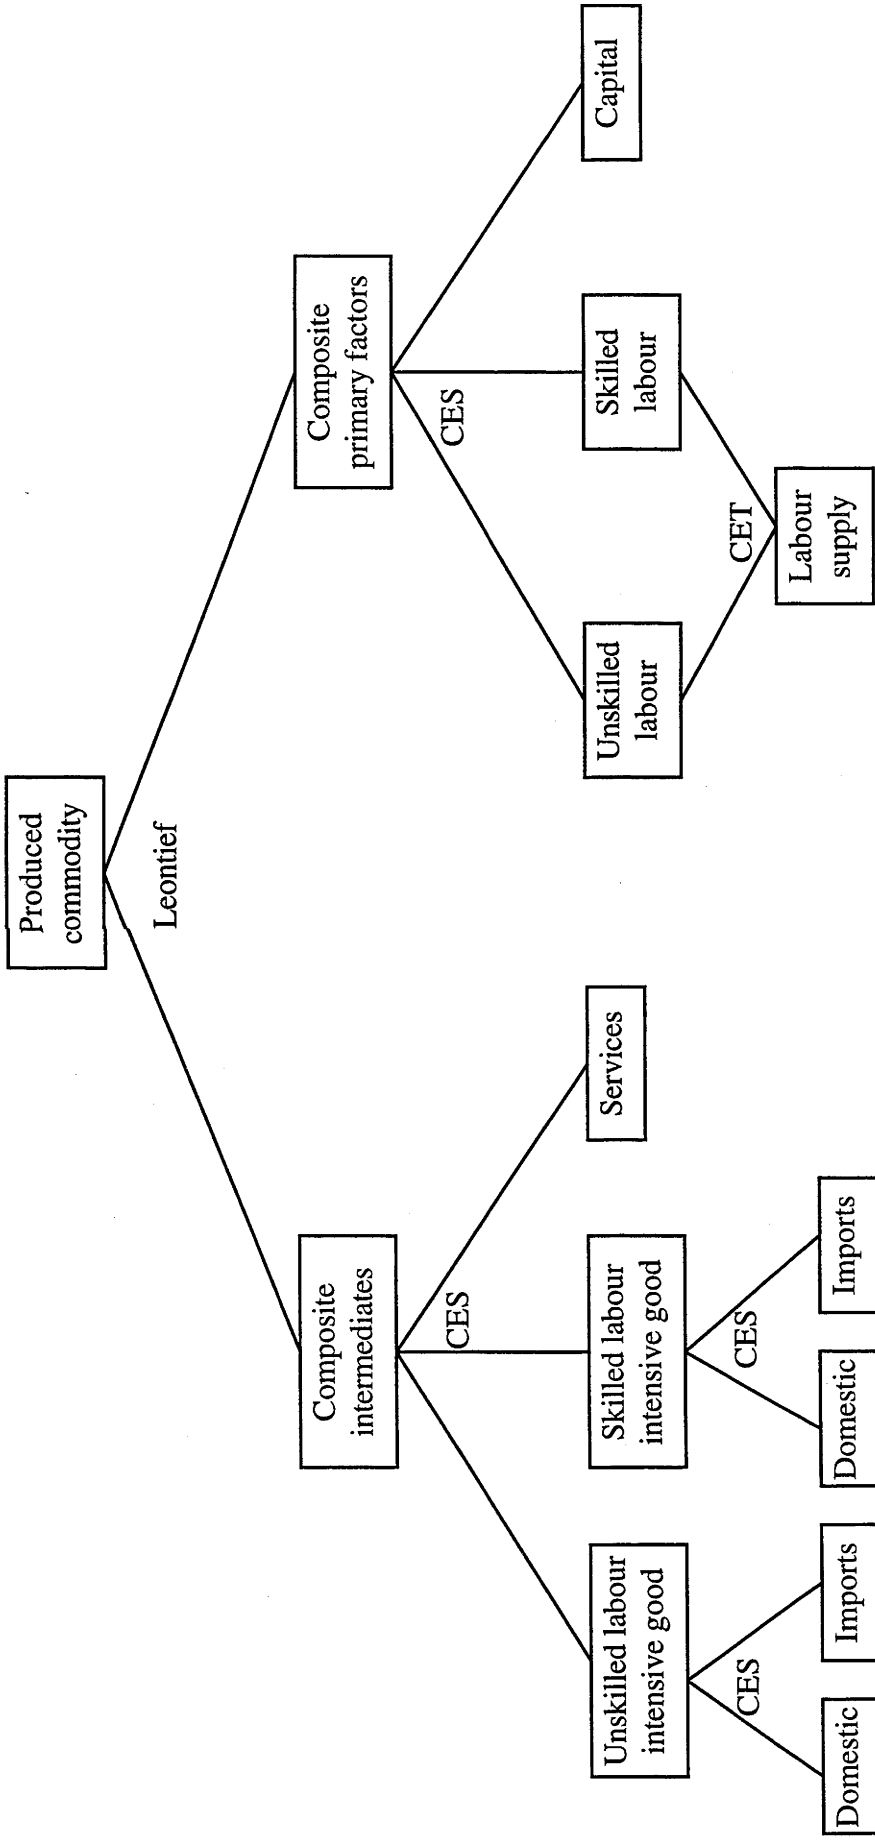 Produced
commodity
Leontief
Composite
intermediates
Composite
primary factors
CES
CES
Unskilled labour
intensive good
Skilled labour
intensive good
Services
Unskilled
labour
Skilled
labour
Capital
CES
CES
CET
Domestic
Imports
Domestic
Imports
Labour
supply